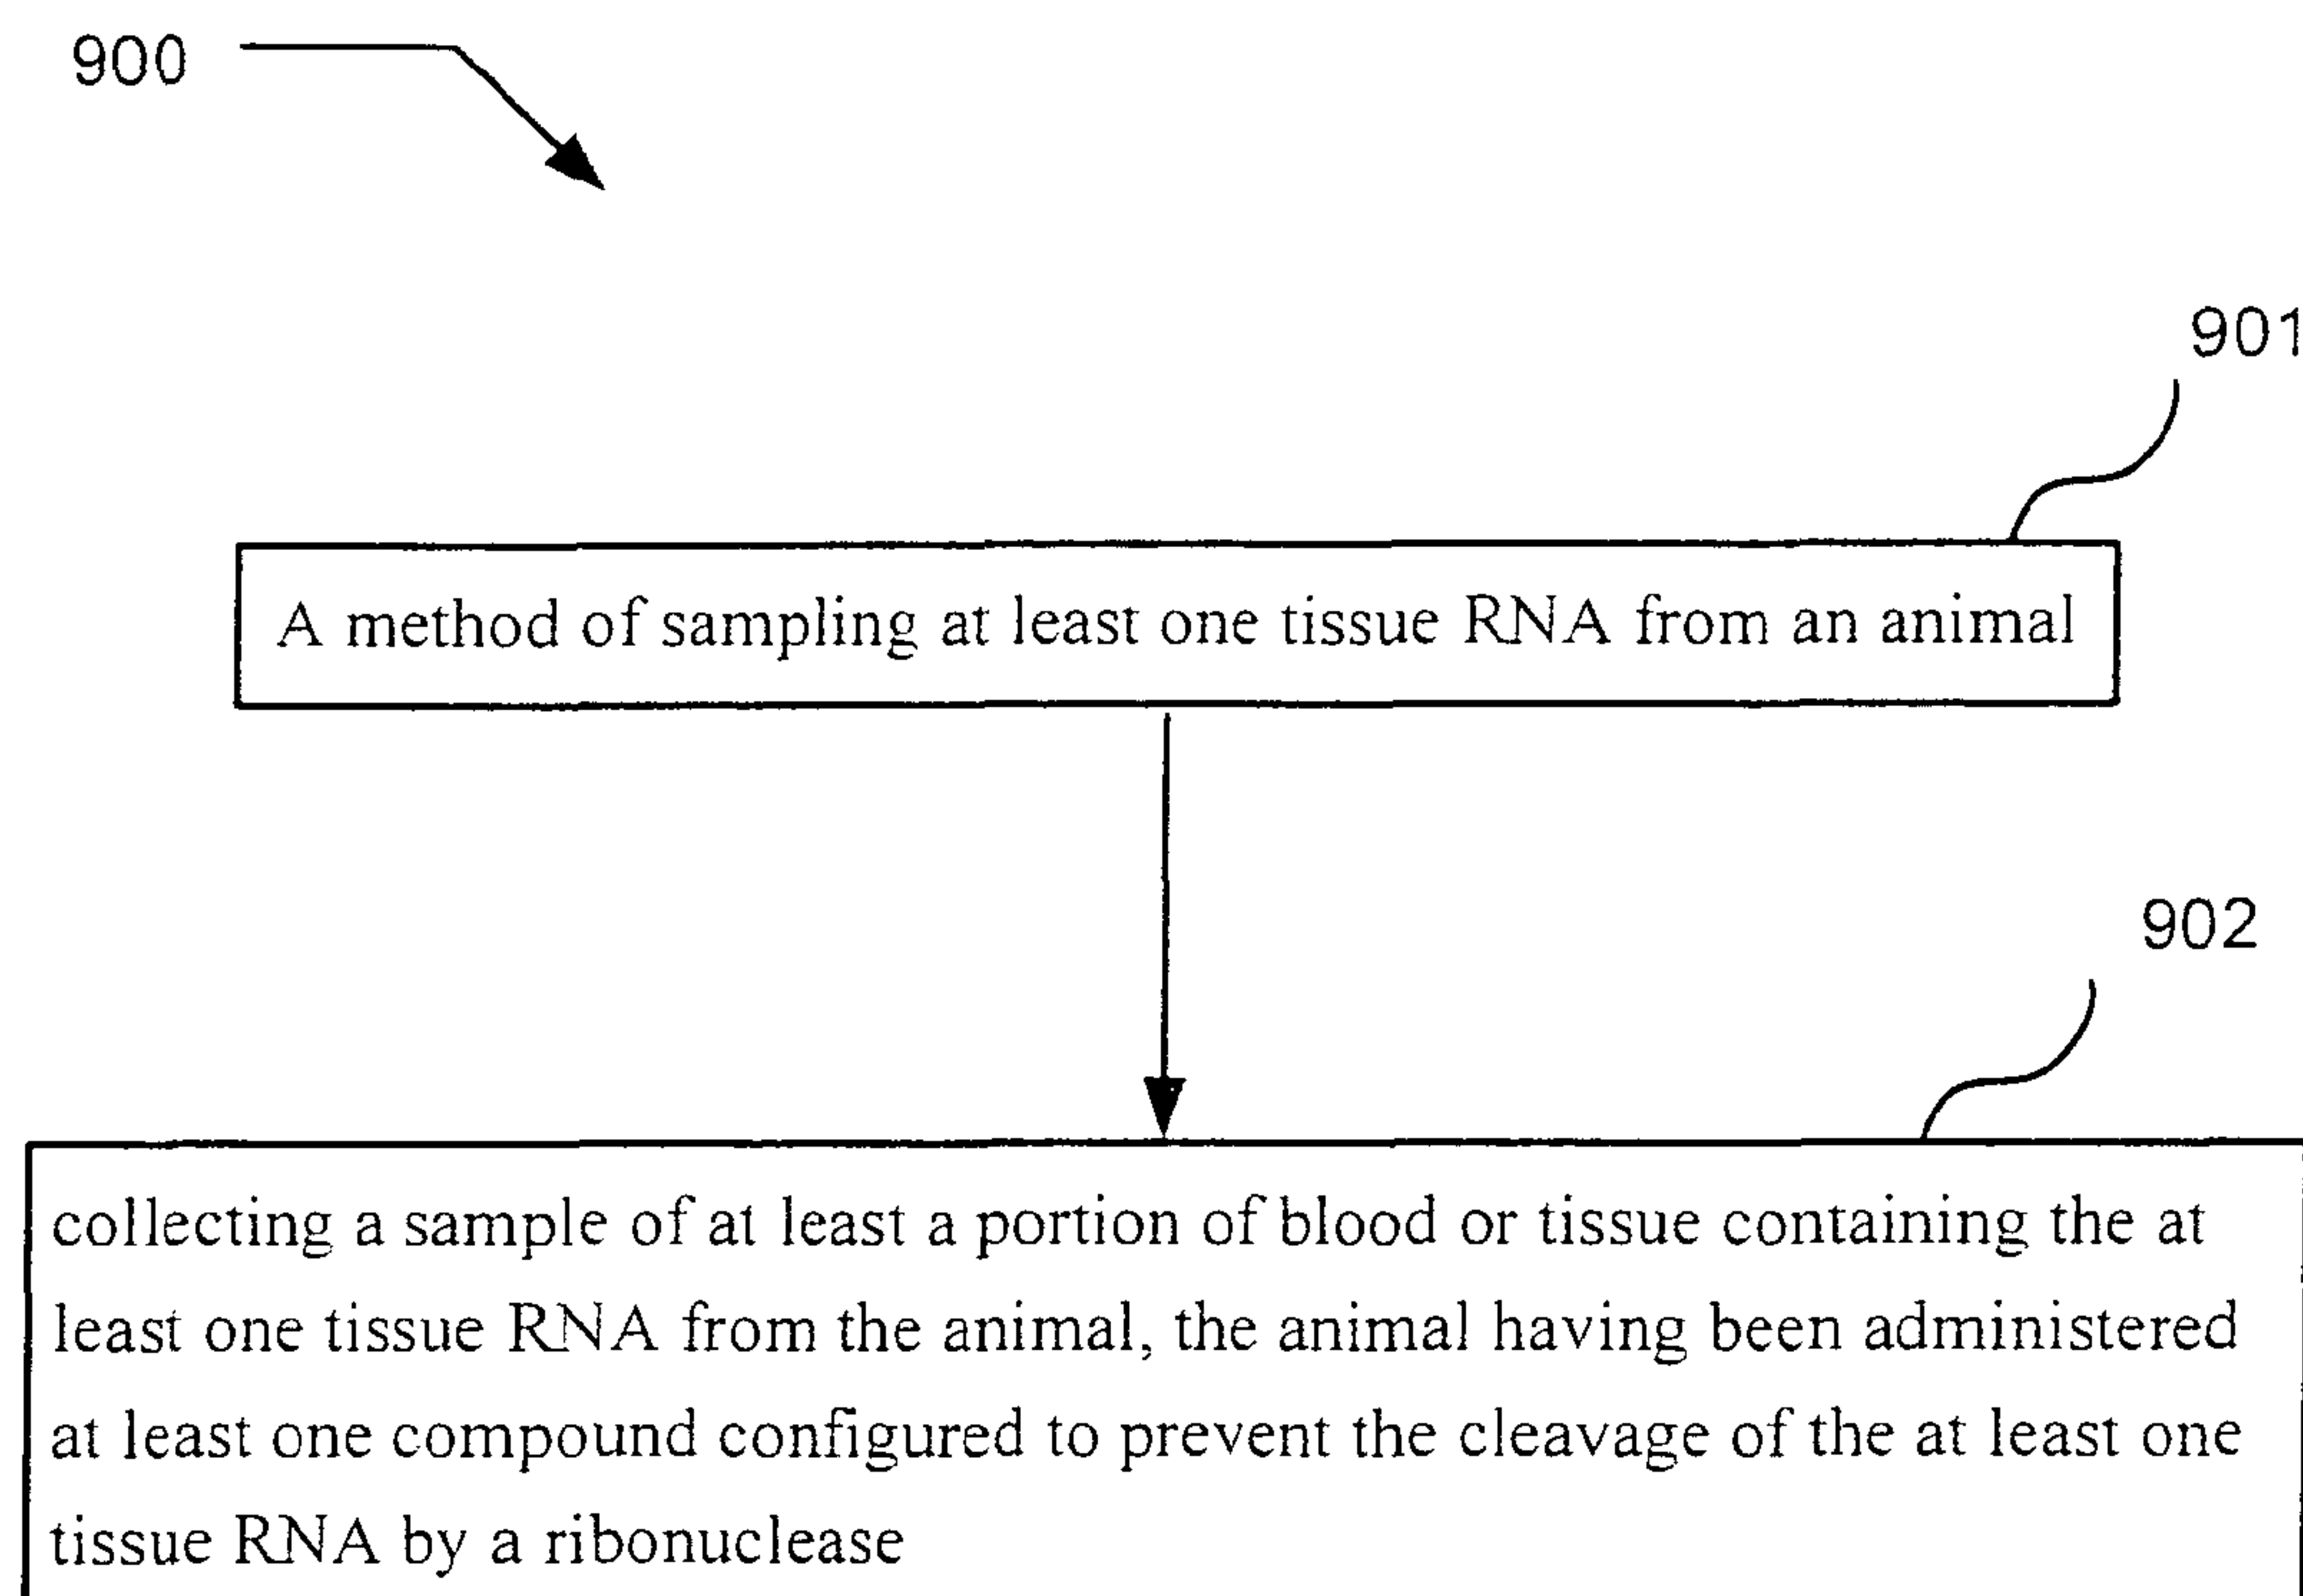 900
901
A method of sampling at least one tissue RNA from an animal
902
collecting a sample of at least a portion of blood or tissue containing the at
least one tissue RNA from the animal, the animal having been administered
at least one compound configured to prevent the cleavage of the at least one
tissue RNA by a ribonuclease